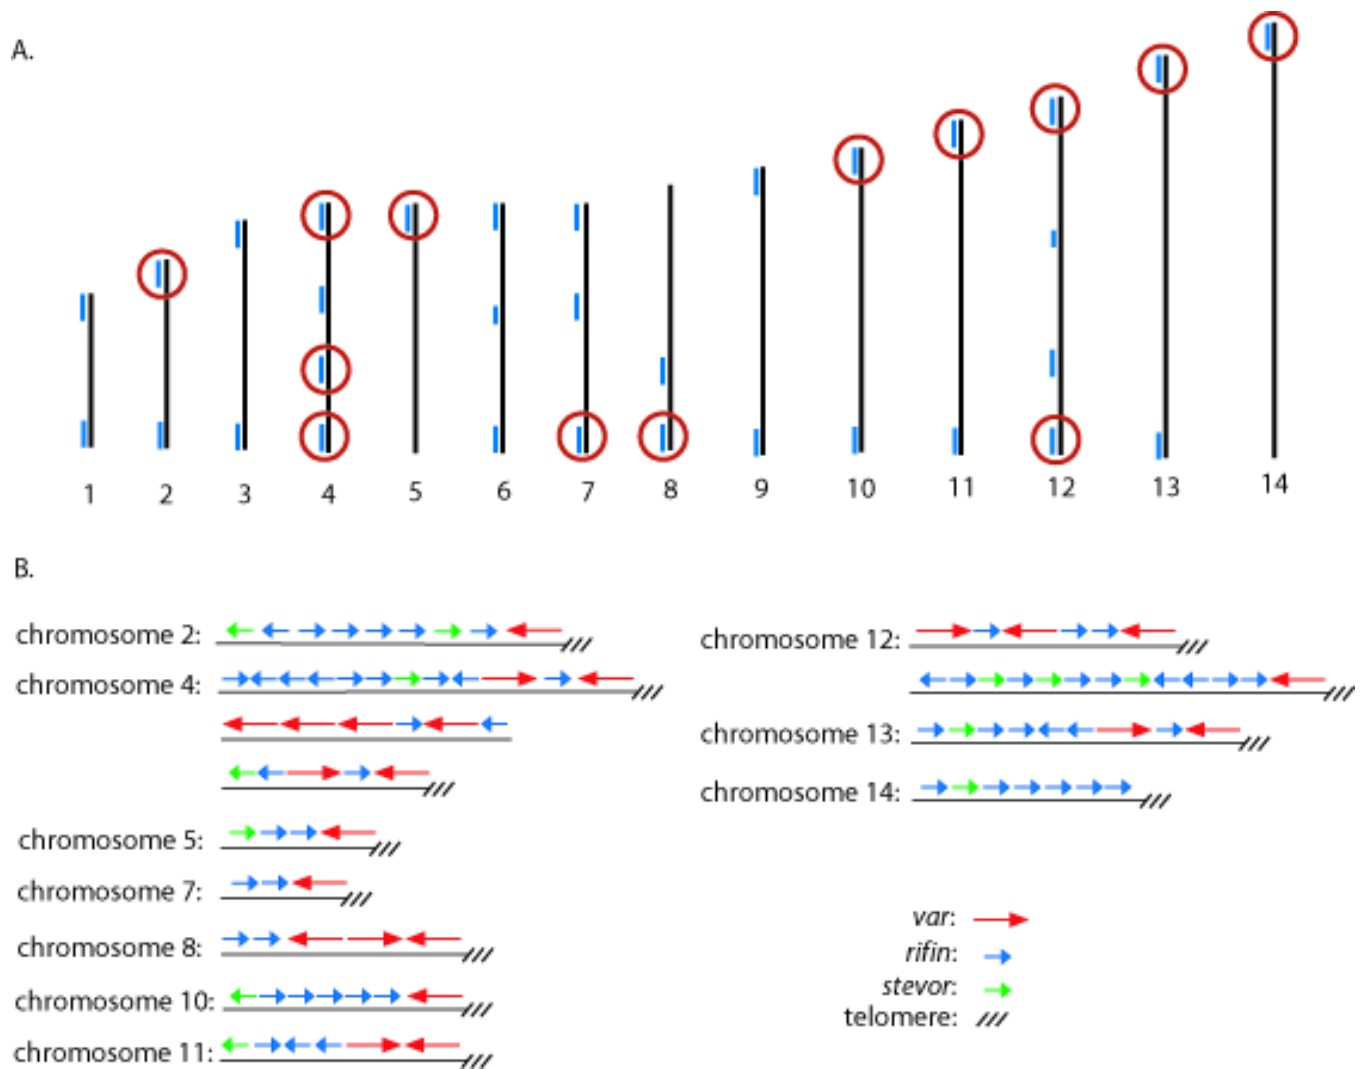 A.
1 2 3 4 5 6 7 8 9 10 11 12 13 14
B.
chromosome 2:
chromosome 4:
chromosome 5:
chromosome 7:
chromosome 8:
chromosome 10:
chromosome 11:
chromosome 12:
chromosome 13:
chromosome 14:
var:
rifin:
stevor:
telomere: